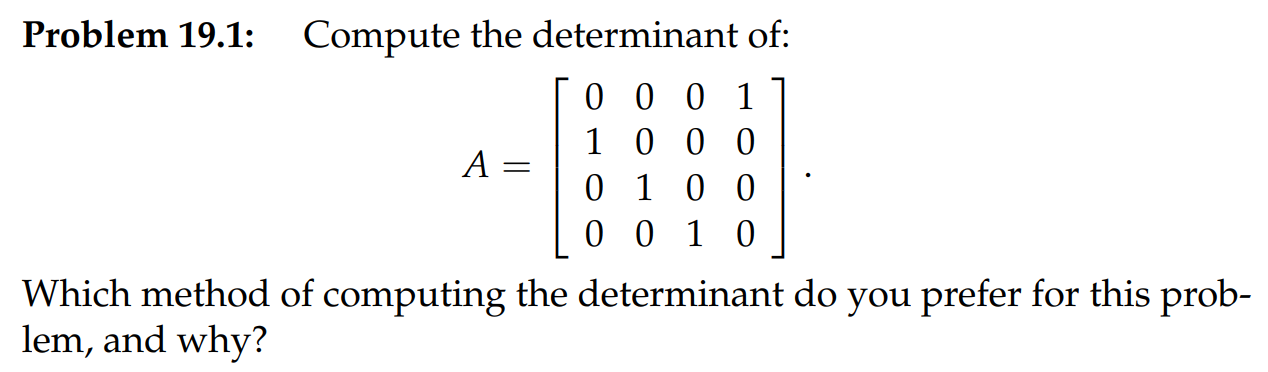 Problem 19.1: Compute the determinant of:
0 0 0 1
1 0 0 0
A =
0 1 0 0
.
0 0 1 0
Which method of computing the determinant do you prefer for this prob-
lem, and why?